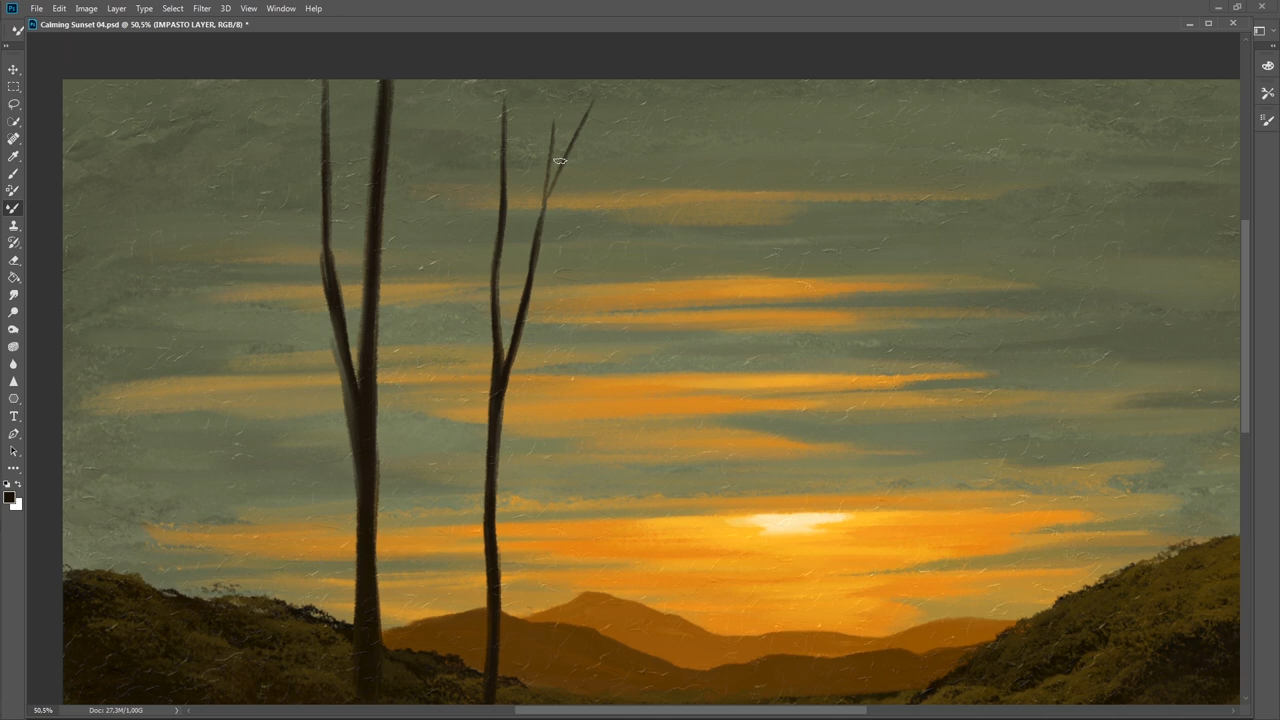 Ps File Edit Image Layer Type Select Filter 3D View Window Help
Ps Calming Sunset 04.psd @ 50,5% (IMPASTO LAYER, RGB/8) *
T
50,5% Doc: 27,3M/1,00G